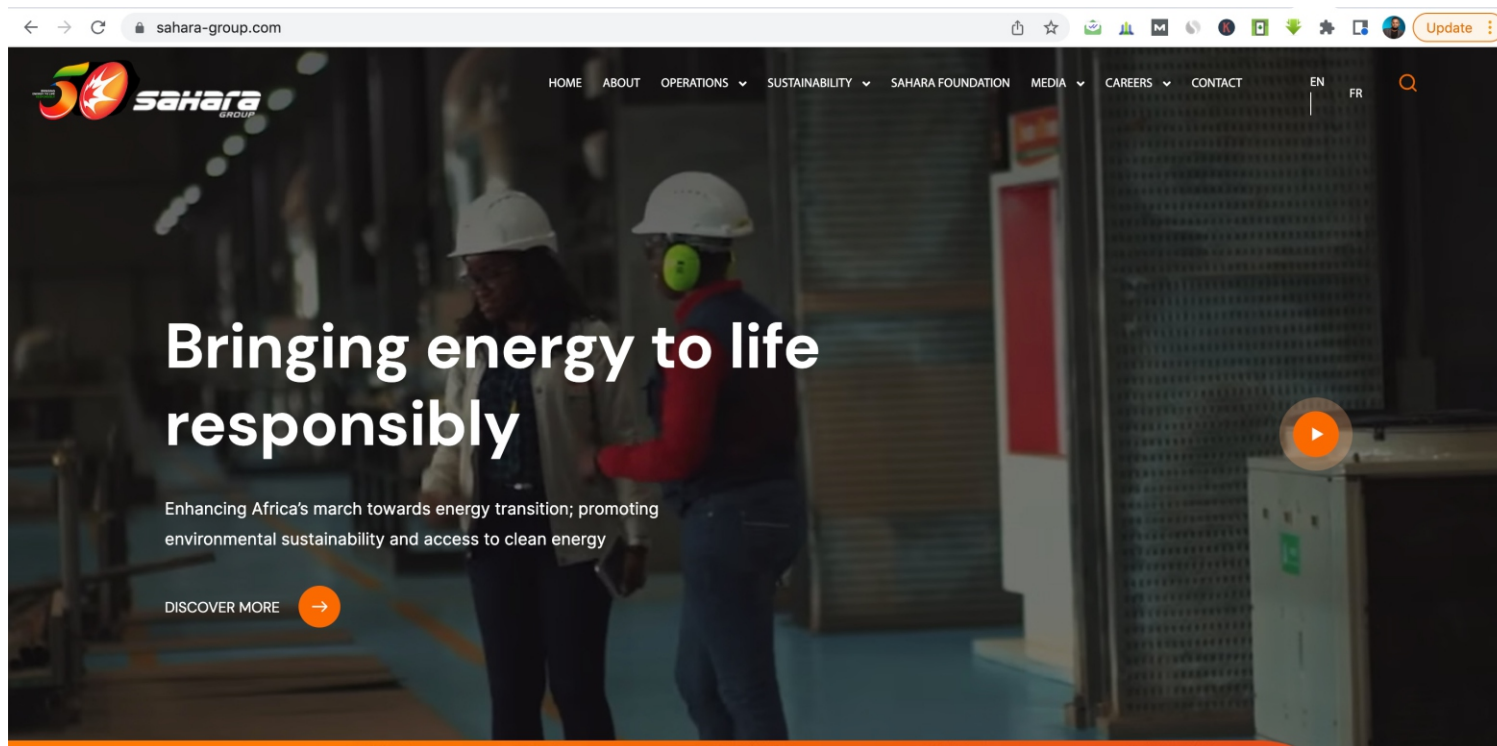 sahara-group.com
Update
sahara
GROUP
HOME ABOUT OPERATIONS SUSTAINABILITY SAHARA FOUNDATION MEDIA CAREERS CONTACT EN FR
Bringing energy to life
responsibly
Enhancing Africa's march towards energy transition; promoting
environmental sustainability and access to clean energy
DISCOVER MORE